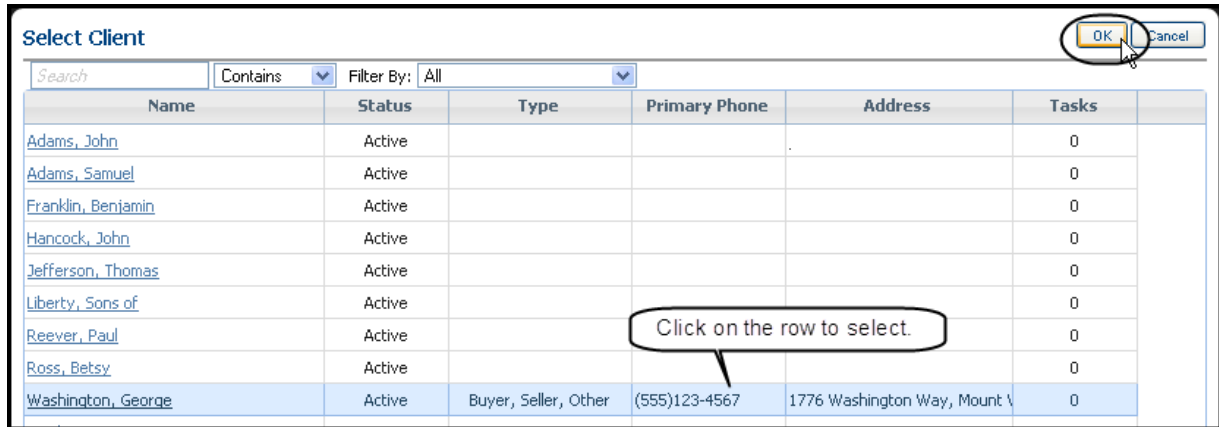 Select Client OK Cancel
Search Contains Filter By: All
Name Status Type Primary Phone Address Tasks
Adams, John Active . 0
Adams, Samuel Active 0
Franklin, Benjamin Active 0
Hancock, John Active 0
Jefferson, Thomas Active 0
Liberty, Sons of Active 0
Reever, Paul Active 0
Click on the row to select.
Ross, Betsy Active 0
Washington, George Active Buyer, Seller, Other (555)123-4567 1776 Washington Way, Mount 0